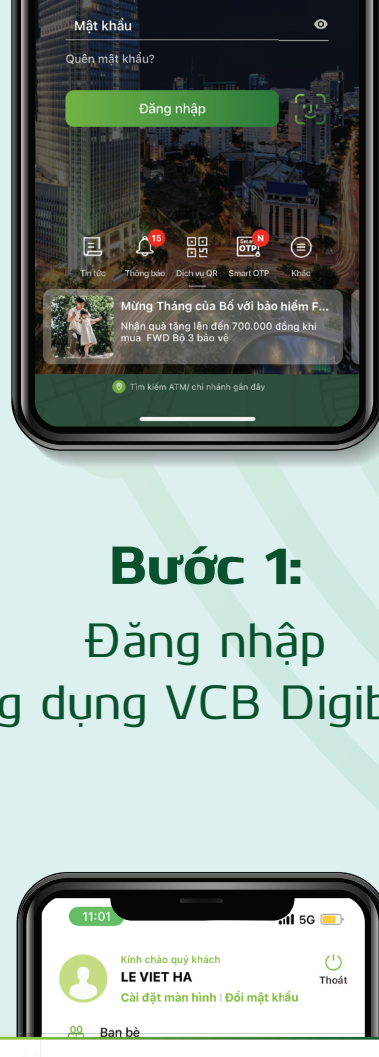 Mật khẩu
Quên mật khẩu?
Đăng nhập
15
Smart
OTP
N
Tin tức
Thông báo
Dịch vụ QR
Smart OTP
Khác
Mừng Tháng của Bố với bảo hiểm F...
Nhận quà tặng lên đến 700.000 đồng khi
mua FWD Bộ 3 bảo vệ
Tìm kiếm ATM/ chi nhánh gần đây
Bước 1:
Đăng nhập
g dụng VCB Digib
11:01
5G
Kính chào quý khách
LE VIET HA
Thoát
Cài đặt màn hình | Đổi mật khẩu
Bạn bè